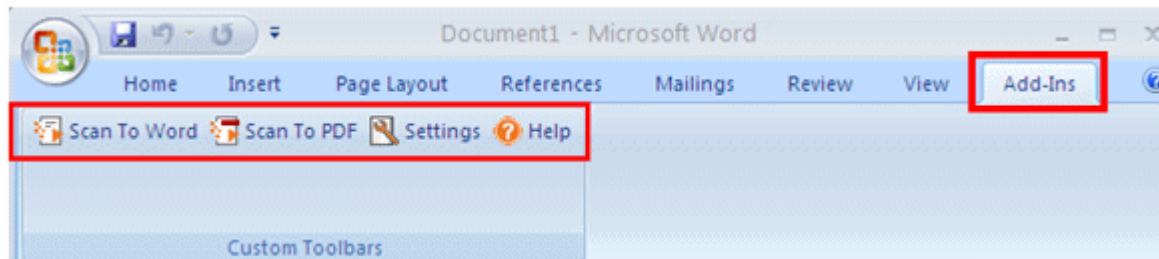 Document1 - Microsoft Word
Home Insert Page Layout References Mailings Review View Add-Ins
Scan To Word Scan To PDF Settings Help
Custom Toolbars